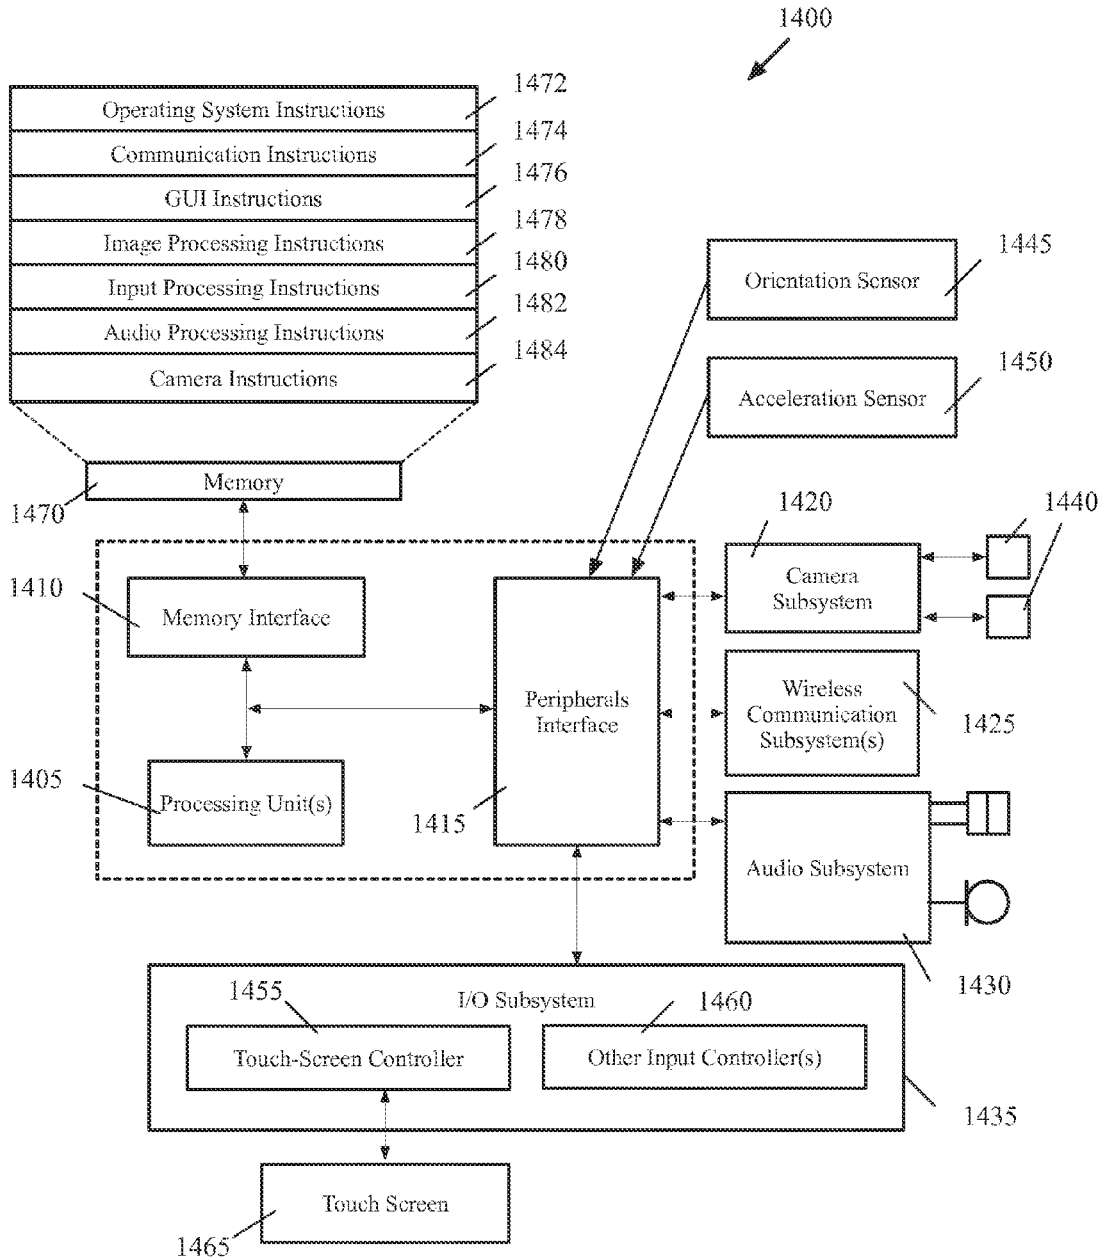 1400
1472
Operating System Instructions
1474
Communication Instructions
1476
GUI Instructions
1478
Image Processing Instructions
1480
Input Processing Instructions
1482
Audio Processing Instructions
1484
Camera Instructions
1445
Orientation Sensor
1450
Acceleration Sensor
Memory
1470
1420
1440
Camera
Subsystem
1410
Memory Interface
Peripherals
Interface
Wireless
Communication
Subsystem(s)
1425
1405
Processing Unit(s)
1415
Audio Subsystem
1430
1455
I/O Subsystem
1460
Touch-Screen Controller
Other Input Controller(s)
1435
Touch Screen
1465